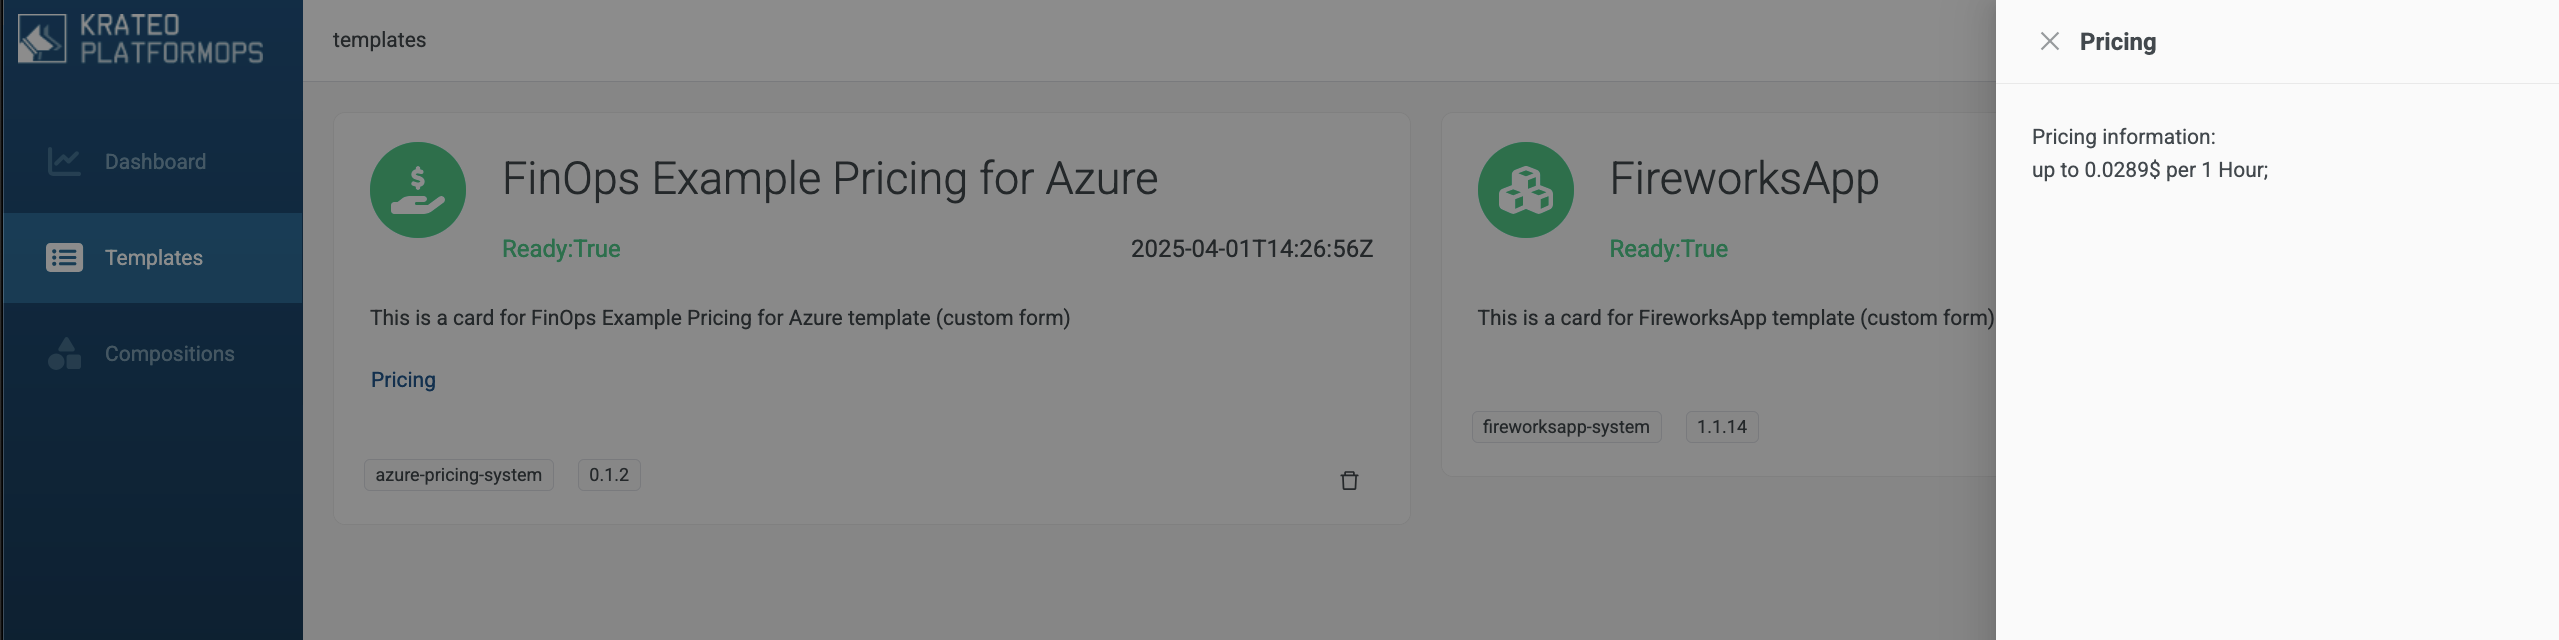 KRATEO
PLATFORMOPS
Dashboard
Templates
Compositions
templates
FinOps Example Pricing for Azure
Ready:True
2025-04-01T14:26:56Z
This is a card for FinOps Example Pricing for Azure template (custom form)
Pricing
azure-pricing-system
0.1.2
FireworksApp
Ready:True
This is a card for FireworksApp template (custom form)
fireworksapp-system
1.1.14
Pricing
Pricing information:
up to 0.0289$ per 1 Hour;